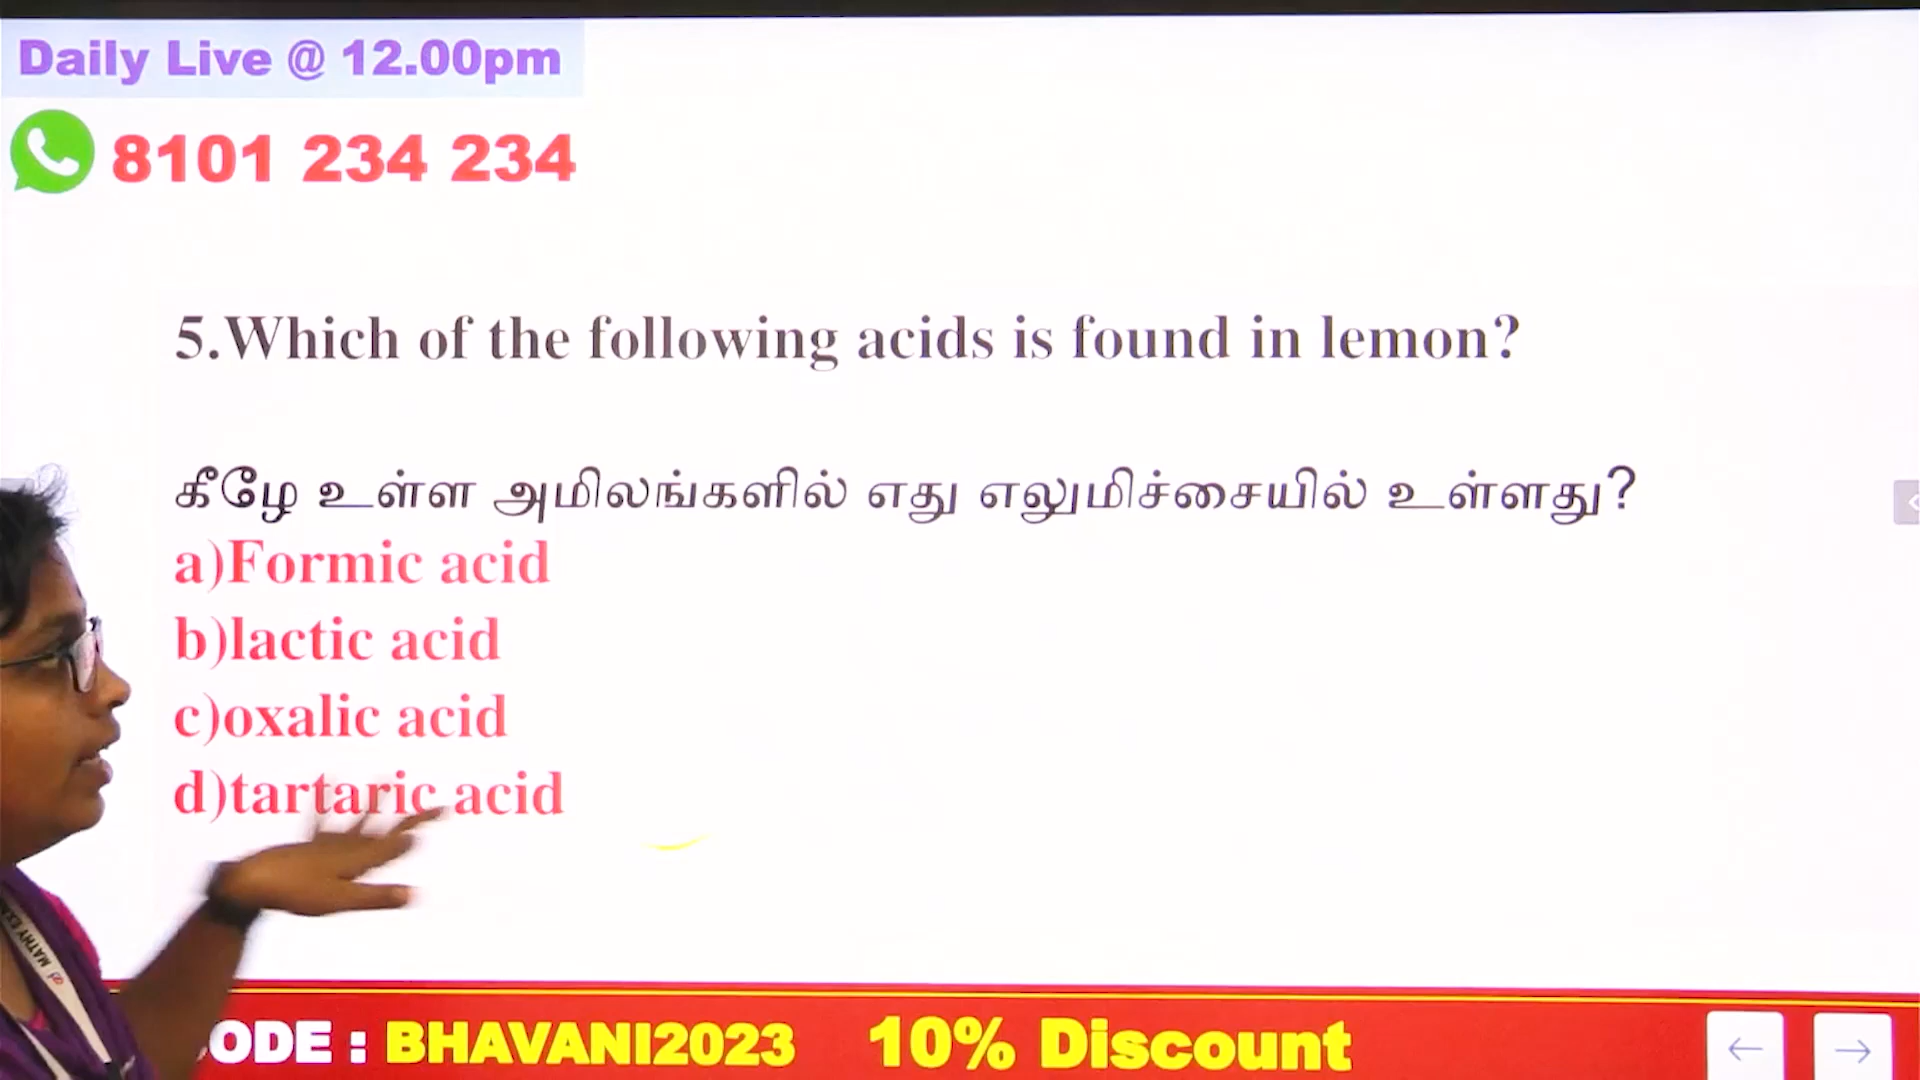 Daily Live @ 12.00pm
8101 234 234
5.Which of the following acids is found in lemon?
கீழே உள்ள அமிலங்களில் எது எலுமிச்சையில் உள்ளது?
a)Formic acid
b)lactic acid
c)oxalic acid
d)tartaric acid
MATHY
ODE : BHAVANI2023 10% Discount